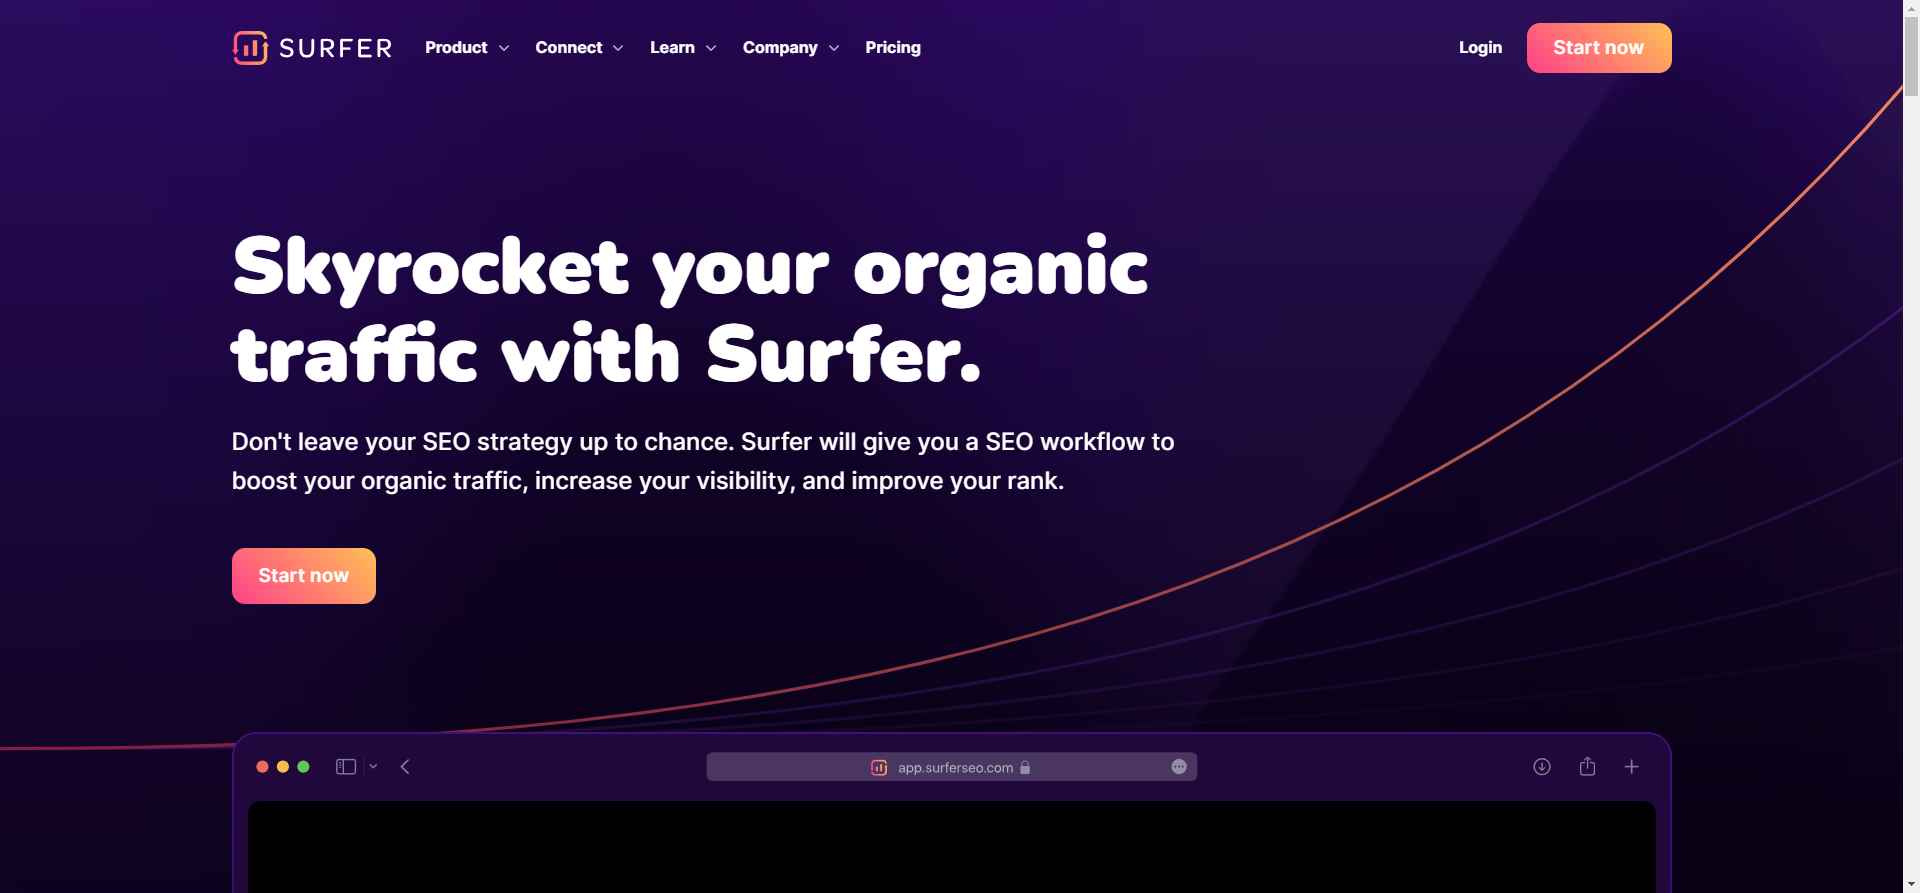 SURFER Product Connect Learn Company Pricing Login Start now
Skyrocket your organic
traffic with Surfer.
Don't leave your SEO strategy up to chance. Surfer will give you a SEO workflow to
boost your organic traffic, increase your visibility, and improve your rank.
Start now
app.surferseo.com